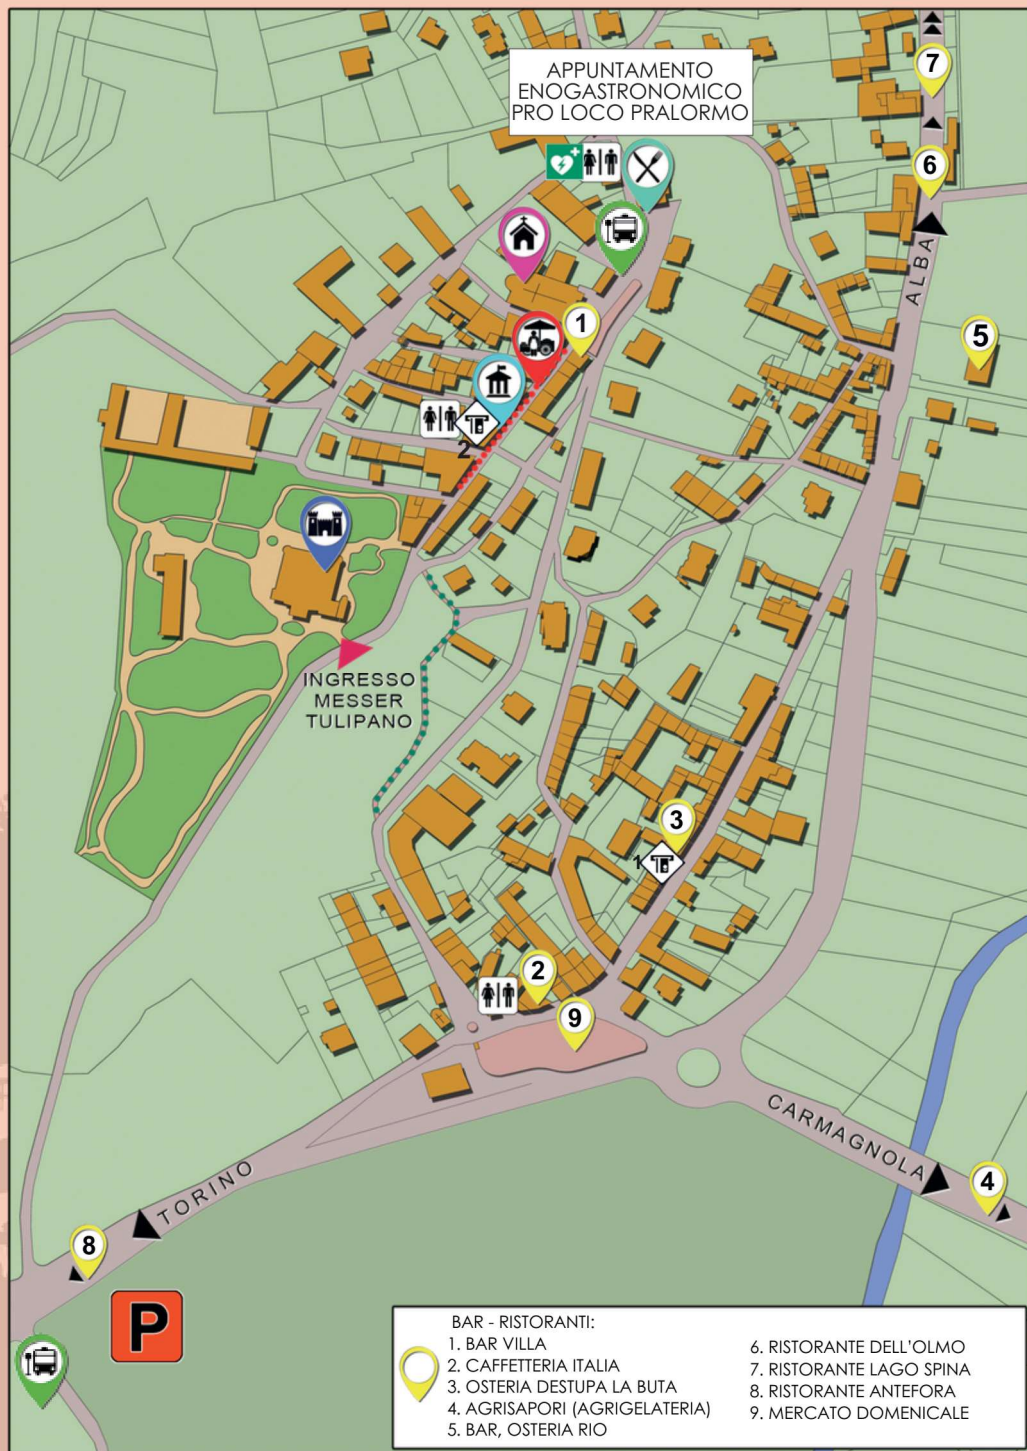 APPUNTAMENTO
ENOGASTRONOMICO
PRO LOCO PRALORMO
7
6
ALBA
1
5
2
INGRESSO
MESSER
TULIPANO
3
1
2
9
CARMAGNOLA
4
TORINO
8
P
BAR - RISTORANTI:
1. BAR VILLA
2. CAFFETTERIA ITALIA
3. OSTERIA DESTUPA LA BUTA
4. AGRISAPORI (AGRIGELATERIA)
5. BAR, OSTERIA RIO
6. RISTORANTE DELL'OLMO
7. RISTORANTE LAGO SPINA
8. RISTORANTE ANTEFORA
9. MERCATO DOMENICALE